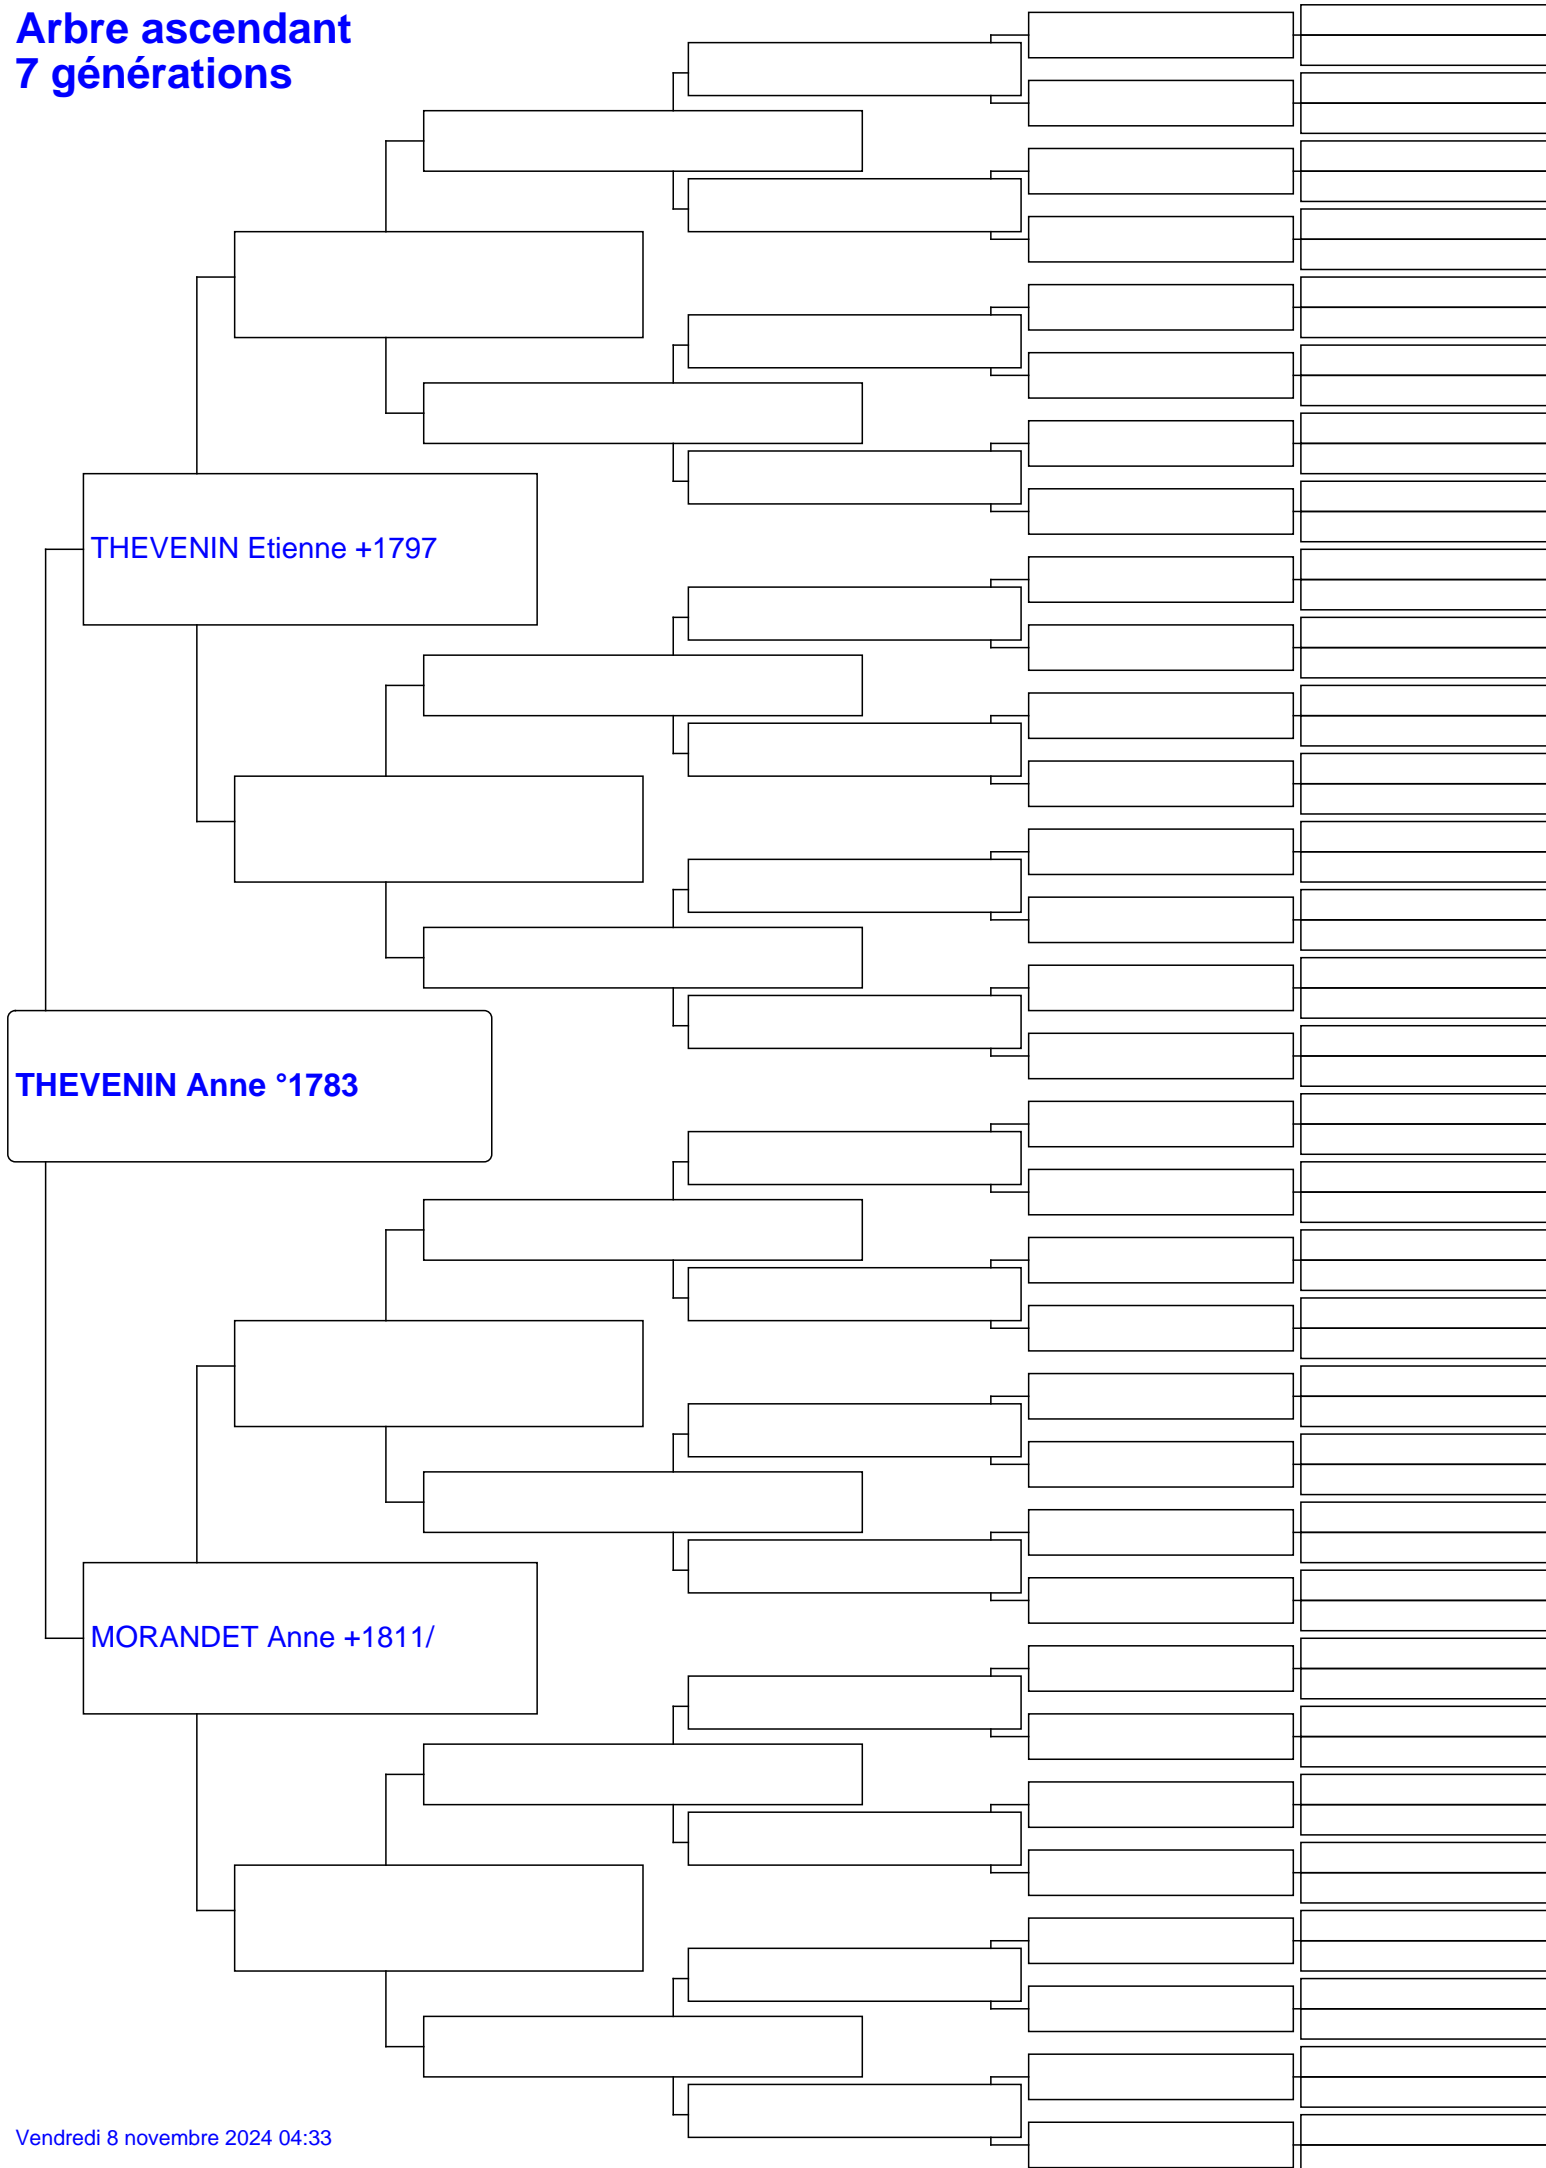 Arbre ascendant
7 générations
THEVENIN Etienne +1797
THEVENIN Anne °1783
MORANDET Anne +1811/
Vendredi 8 novembre 2024 04:33